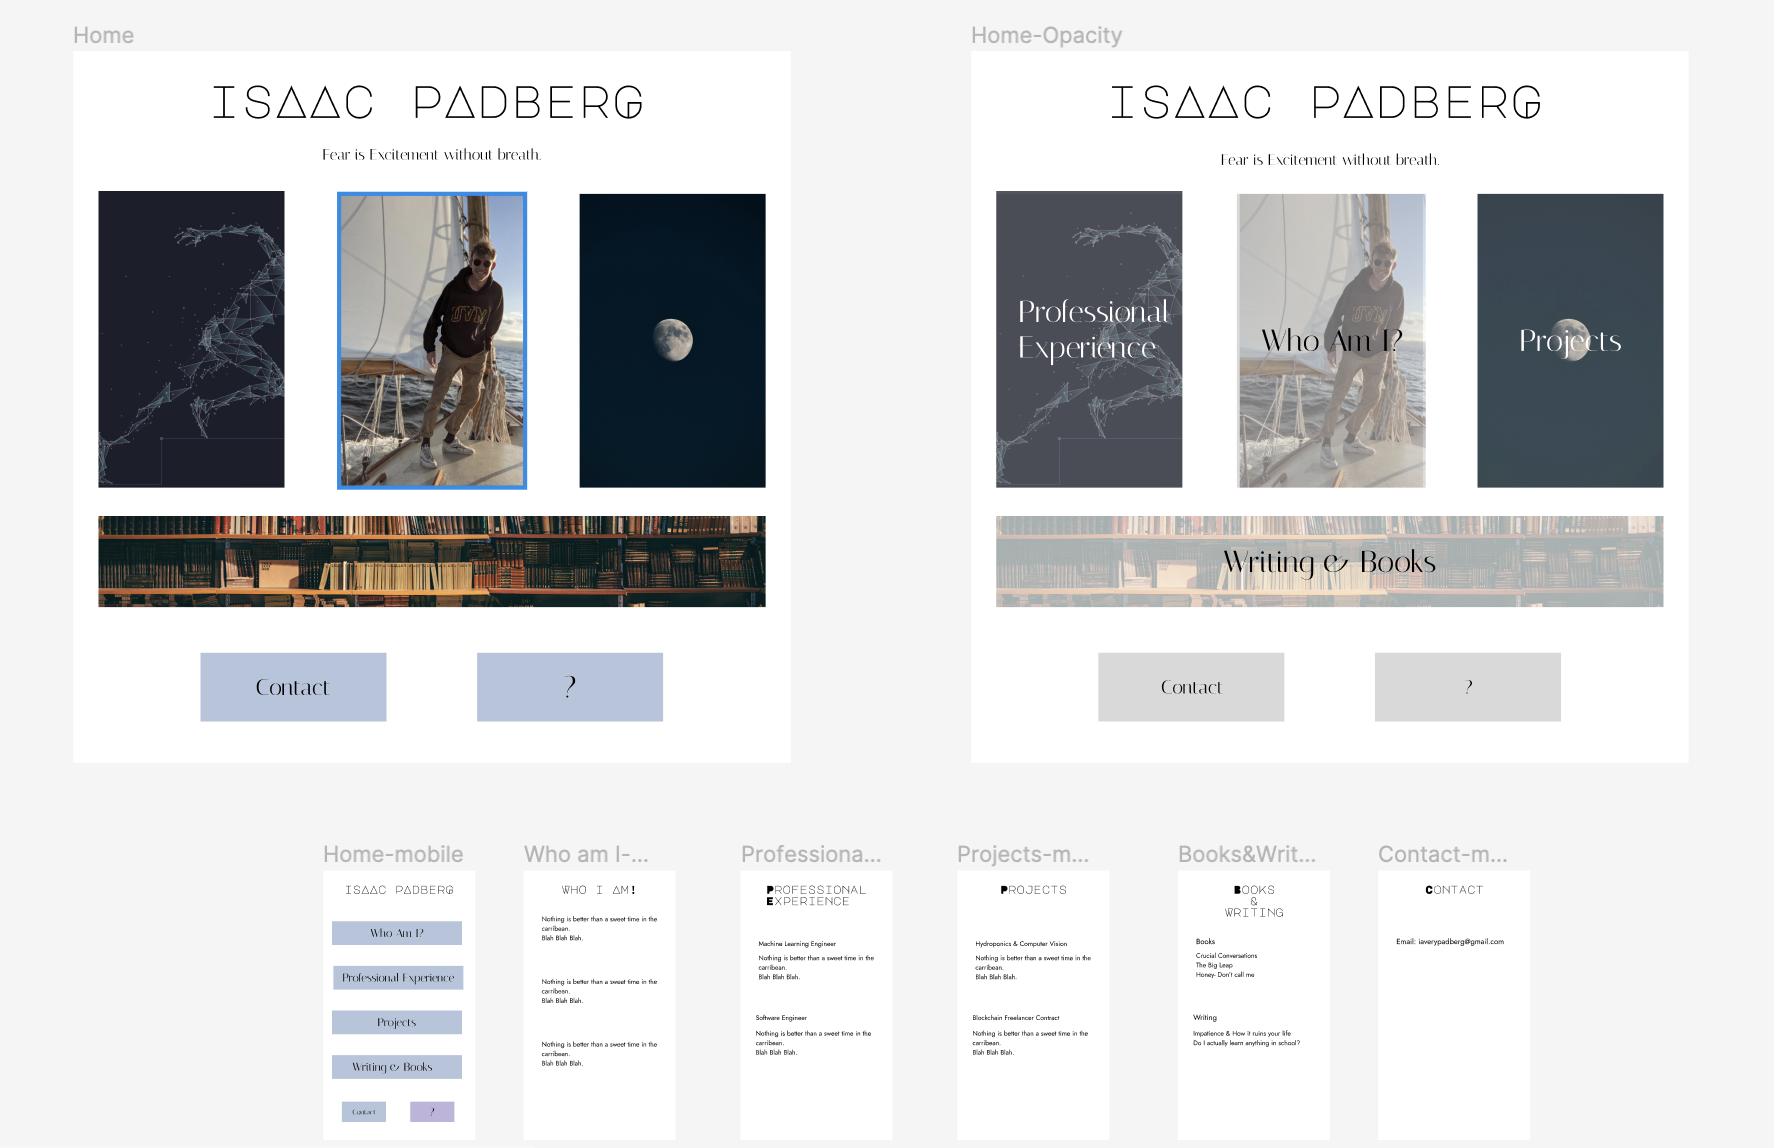 Home
Home-Opacity
ISAAC PADBERG
Fear is Excitement without breath.
UVM
Contact
?
ISAAC PADBERG
Fear is Excitement without breath.
Professional
Experience
Who Am I?
Projects
Writing & Books
Contact
?
Home-mobile
ISAAC PADBERG
Who Am I?
Professional Experience
Projects
Writing & Books
Contact
?
Who am I-...
WHO I AM!
Nothing is better than a sweet time in the
carribean.
Blah Blah Blah.
Nothing is better than a sweet time in the
carribean.
Blah Blah Blah.
Nothing is better than a sweet time in the
carribean.
Blah Blah Blah.
Professiona...
PROFESSIONAL
EXPERIENCE
Machine Learning Engineer
Nothing is better than a sweet time in the
carribean.
Blah Blah Blah.
Software Engineer
Nothing is better than a sweet time in the
carribean.
Blah Blah Blah.
Projects-m...
PROJECTS
Hydroponics & Computer Vision
Nothing is better than a sweet time in the
carribean.
Blah Blah Blah.
Blockchain Freelancer Contract
Nothing is better than a sweet time in the
carribean.
Blah Blah Blah.
Books&Writ...
BOOKS
&
WRITING
Books
Crucial Conversations
The Big Leap
Honey- Don't call me
Writing
Impatience & How it ruins your life
Do I actually learn anything in school?
Contact-m...
CONTACT
Email: iaverypadberg@gmail.com